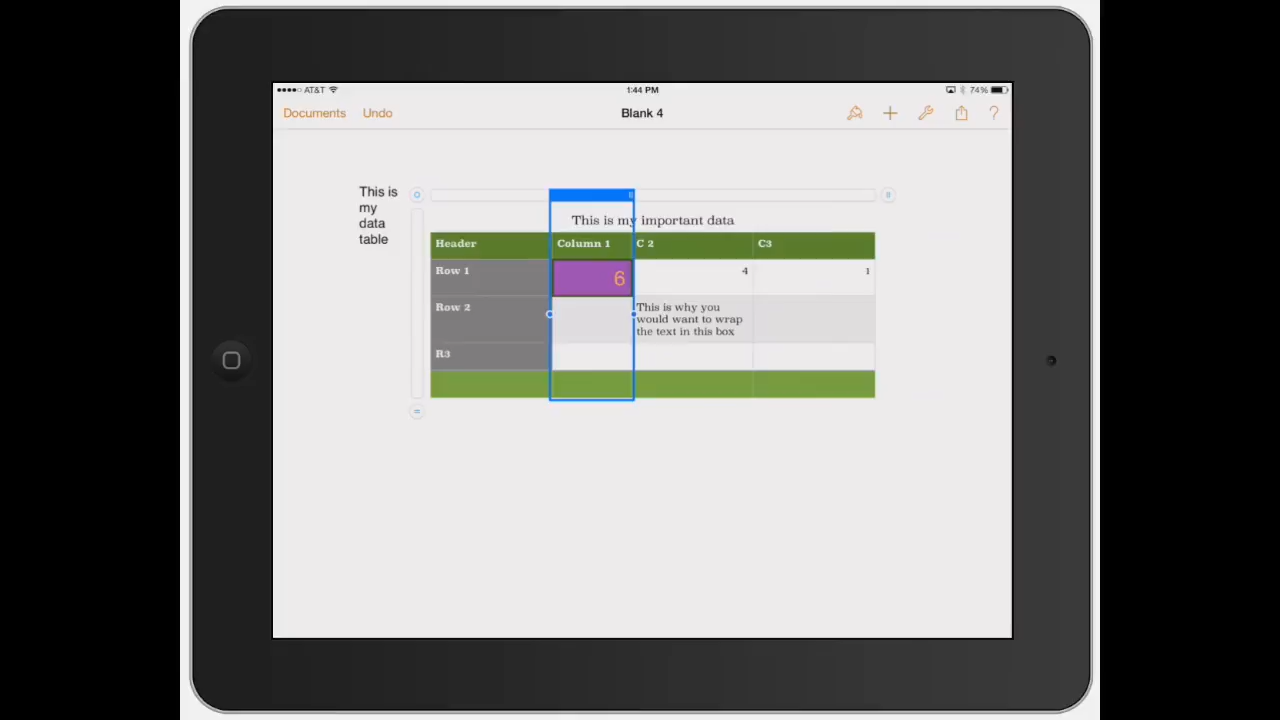 AT&T
1:44 PM
74%
Documents
Undo
Blank 4
?
This is
my
data
table
This is my important data
Header
Column 1
C 2
C3
Row 1
6
4
1
Row 2
This is why you
would want to wrap
the text in this box
R3